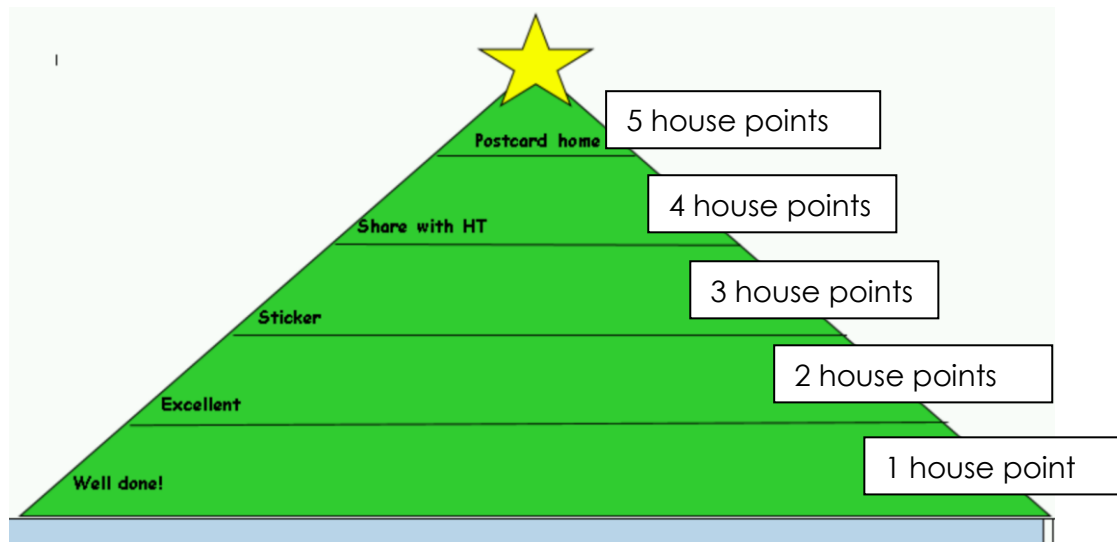 5 house points
Postcard home
4 house points
Share with HT
3 house points
Sticker
2 house points
Excellent
1 house point
Well done!